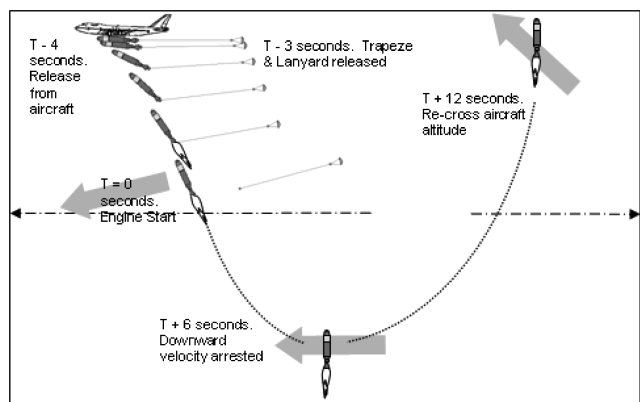 T - 4
seconds.
Release
from
aircraft
T - 3 seconds. Trapeze
& Lanyard released
T + 12 seconds.
Re-cross aircraft
altitude
T = 0
seconds.
Engine Start
T + 6 seconds.
Downward
velocity arrested